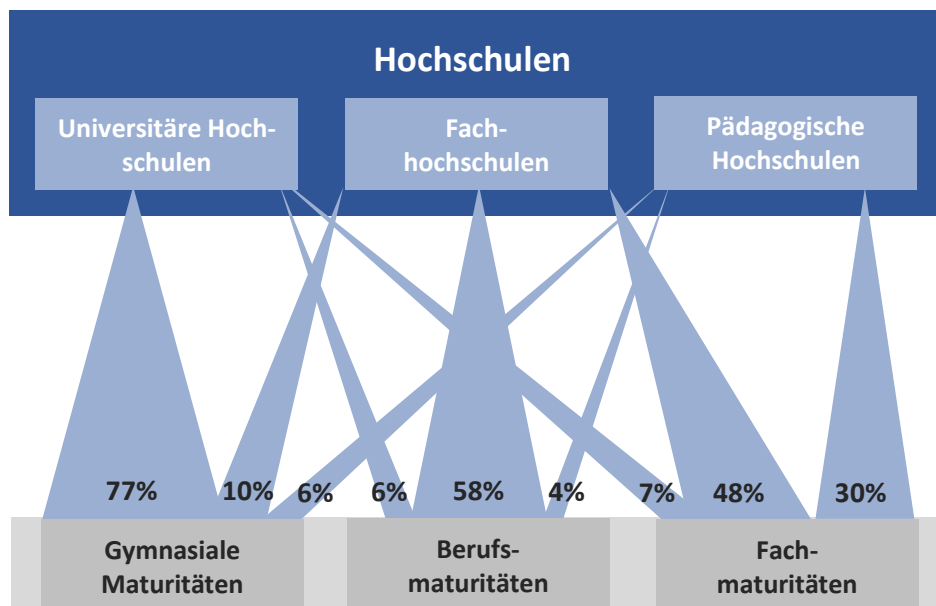 Hochschulen
Universitäre Hoch-
schulen
Fach-
hochschulen
Pädagogische
Hochschulen
77% 10% 6% 6% 58% 4% 7% 48% 30%
Gymnasiale
Maturitäten
Berufs-
maturitäten
Fach-
maturitäten